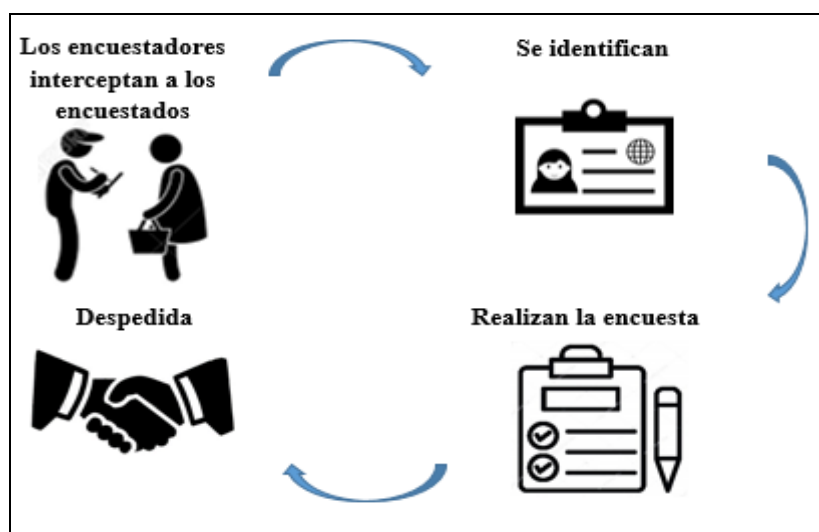 Los encuestadores
interceptan a los
encuestados
Se identifican
Despedida
Realizan la encuesta